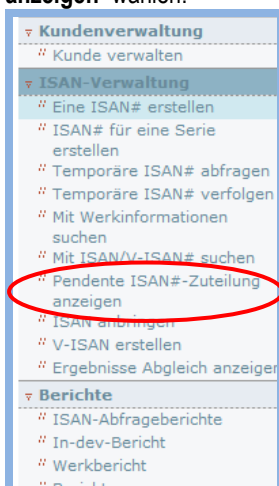 anzeigen" wählen.
Kundenverwaltung
Kunde verwalten
ISAN-Verwaltung
Eine ISAN# erstellen
ISAN# für eine Serie
erstellen
Temporäre ISAN# abfragen
Temporäre ISAN# verfolgen
Mit Werkinformationen
suchen
Mit ISAN/V-ISAN# suchen
Pendente ISAN#-Zuteilung
anzeigen
ISAN anbringen
V-ISAN erstellen
Ergebnisse Abgleich anzeigen
Berichte
ISAN-Abfrageberichte
In-dev-Bericht
Werkbericht